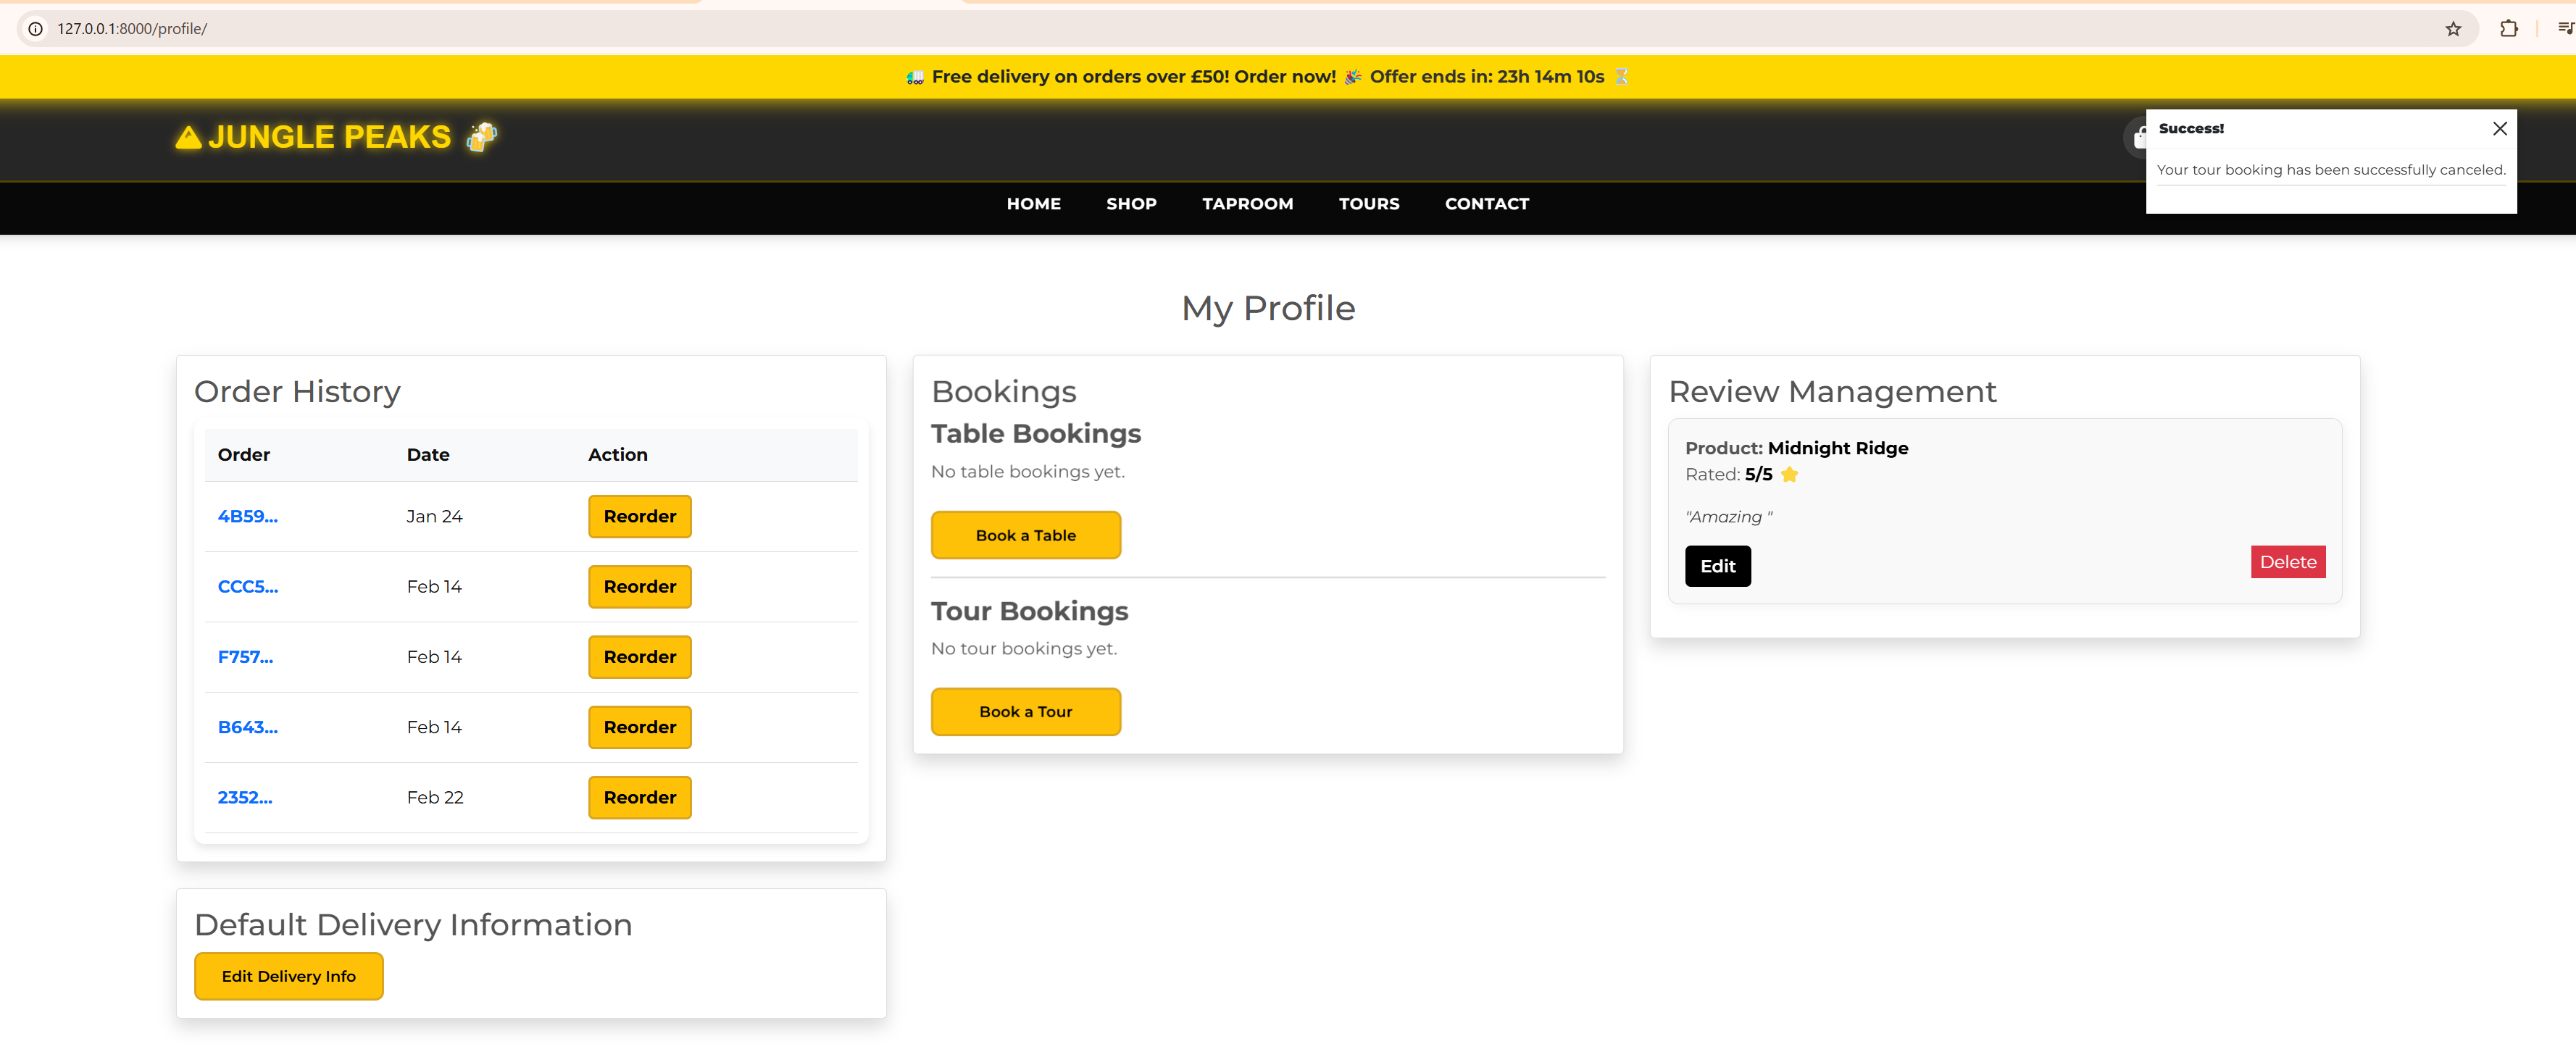 127.0.0.1:8000/profile/
🚚 Free delivery on orders over £50! Order now! 🎉 Offer ends in: 23h 14m 10s ⏳
JUNGLE PEAKS 🍻
Success!
Your tour booking has been successfully canceled.
HOME SHOP TAPROOM TOURS CONTACT
My Profile
Order History
Order Date Action
4B59... Jan 24 Reorder
CCC5... Feb 14 Reorder
F757... Feb 14 Reorder
B643... Feb 14 Reorder
2352... Feb 22 Reorder
Default Delivery Information
Edit Delivery Info
Bookings
Table Bookings
No table bookings yet.
Book a Table
Tour Bookings
No tour bookings yet.
Book a Tour
Review Management
Product: Midnight Ridge
Rated: 5/5 ⭐
"Amazing "
Edit Delete